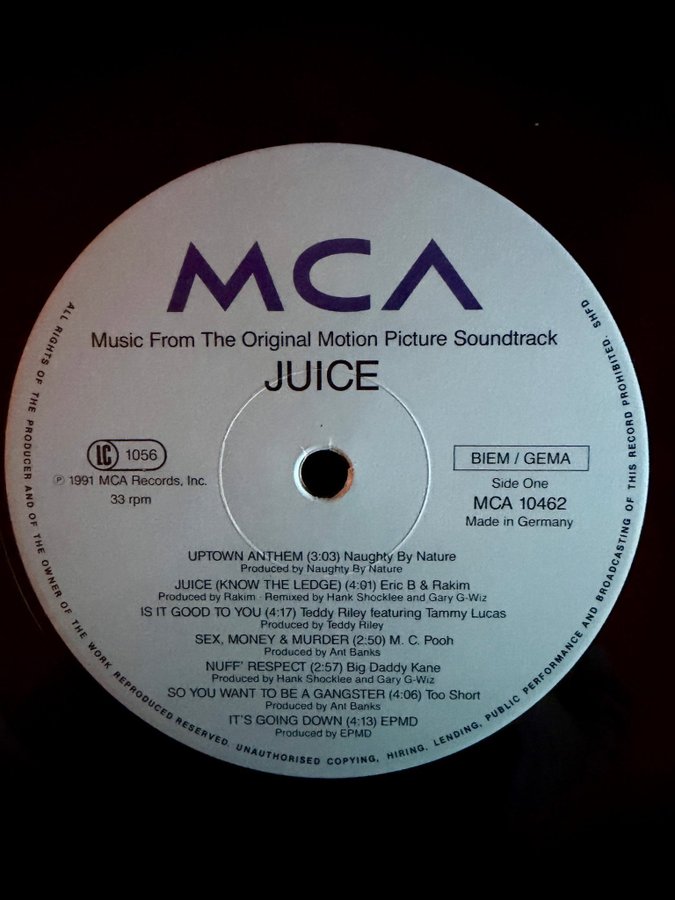 MCA
Music From The Original Motion Picture Soundtrack
JUICE
LC 1056
℗ 1991 MCA Records, Inc.
33 rpm
BIEM / GEMA
Side One
MCA 10462
Made in Germany
UPTOWN ANTHEM (3:03) Naughty By Nature
Produced by Naughty By Nature
JUICE (KNOW THE LEDGE) (4:01) Eric B & Rakim
Produced by Rakim - Remixed by Hank Shocklee and Gary G-Wiz
IS IT GOOD TO YOU (4:17) Teddy Riley featuring Tammy Lucas
Produced by Teddy Riley
SEX, MONEY & MURDER (2:50) M. C. Pooh
Produced by Ant Banks
NUFF' RESPECT (2:57) Big Daddy Kane
Produced by Hank Shocklee and Gary G-Wiz
SO YOU WANT TO BE A GANGSTER (4:06) Too Short
Produced by Ant Banks
IT'S GOING DOWN (4:13) EPMD
Produced by EPMD
ALL RIGHTS OF THE PRODUCER AND OF THE OWNER OF THE WORK REPRODUCED RESERVED. UNAUTHORISED COPYING, HIRING, LENDING, PUBLIC PERFORMANCE AND BROADCASTING OF THIS RECORD PROHIBITED. SHFD